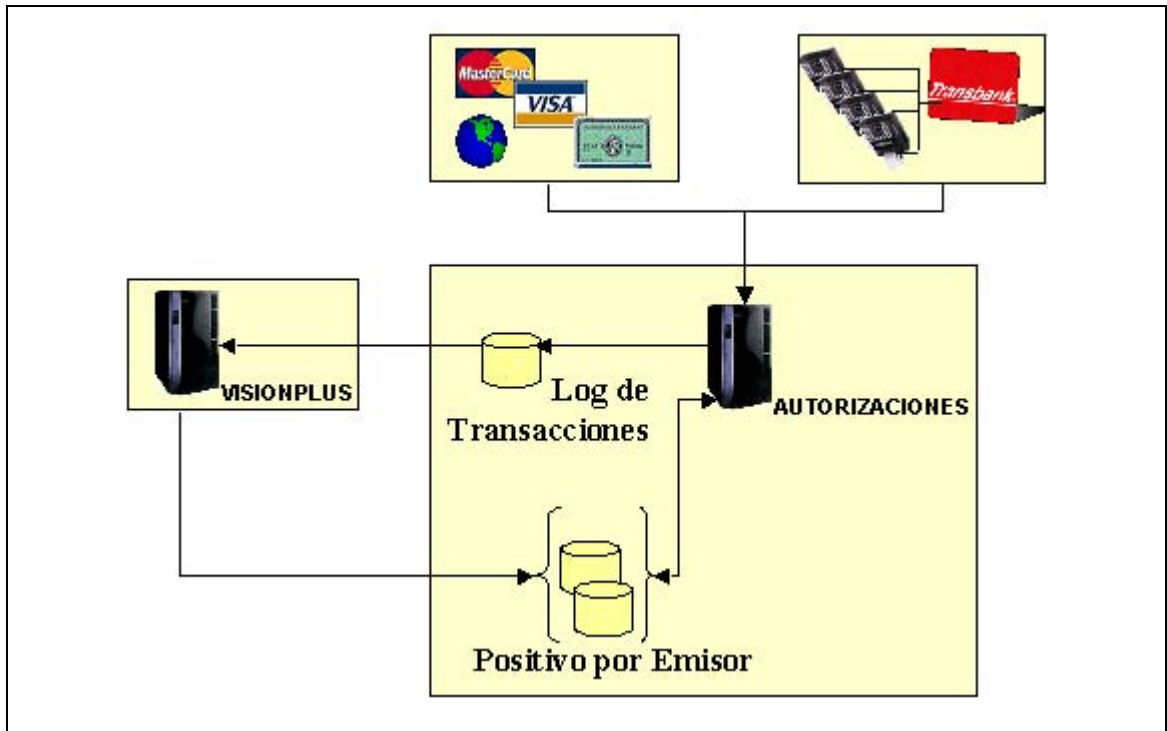 MasterCard
VISA
Transbank
VISIONPLUS
Log de
Transacciones
AUTORIZACIONES
Positivo por Emisor